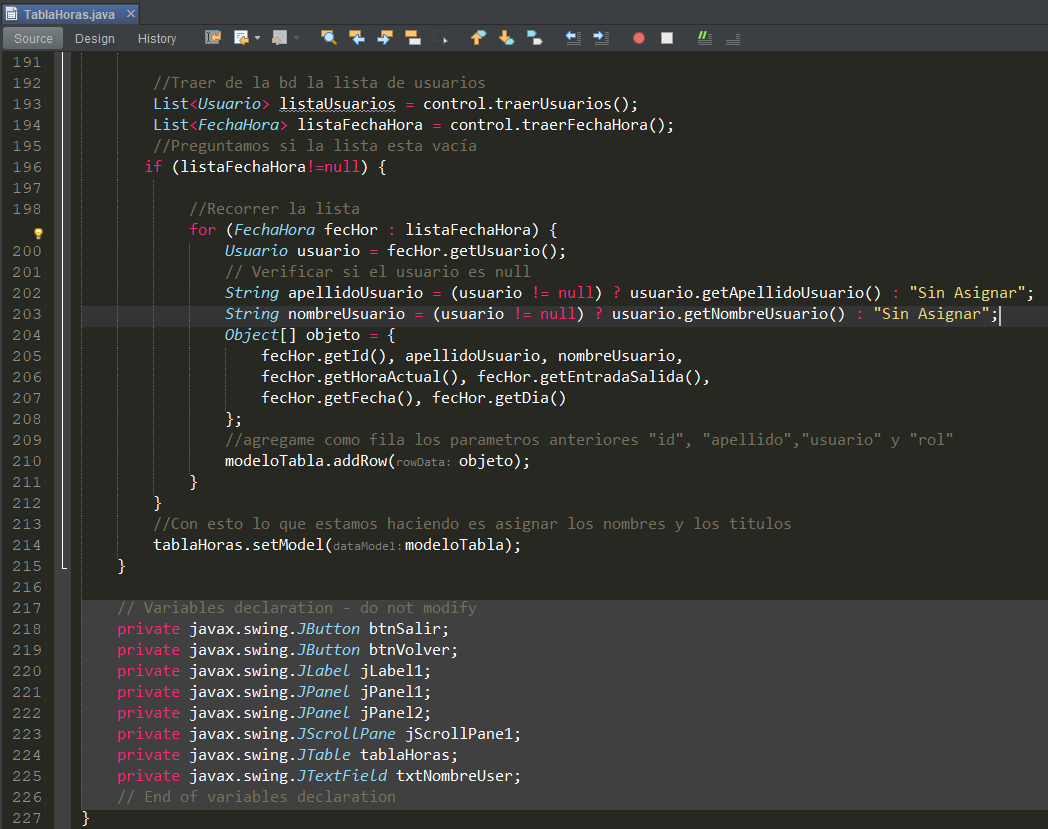 TablaHoras.java ×
Source Design History
191
192 //Traer de la bd la lista de usuarios
193 List<Usuario> listaUsuarios = control.traerUsuarios();
194 List<FechaHora> listaFechaHora = control.traerFechaHora();
195 //Preguntamos si la lista esta vacía
196 if (listaFechaHora!=null) {
197
198 //Recorrer la lista
for (FechaHora fecHor : listaFechaHora) {
200 Usuario usuario = fecHor.getUsuario();
201 // Verificar si el usuario es null
202 String apellidoUsuario = (usuario != null) ? usuario.getApellidoUsuario() : "Sin Asignar";
203 String nombreUsuario = (usuario != null) ? usuario.getNombreUsuario() : "Sin Asignar";
204 Object[] objeto = {
205 fecHor.getId(), apellidoUsuario, nombreUsuario,
206 fecHor.getHoraActual(), fecHor.getEntradaSalida(),
207 fecHor.getFecha(), fecHor.getDia()
208 };
209 //agregame como fila los parametros anteriores "id", "apellido","usuario" y "rol"
210 modeloTabla.addRow(rowData: objeto);
211 }
212 }
213 //Con esto lo que estamos haciendo es asignar los nombres y los titulos
214 tablaHoras.setModel(dataModel:modeloTabla);
215 }
216
217 // Variables declaration - do not modify
218 private javax.swing.JButton btnSalir;
219 private javax.swing.JButton btnVolver;
220 private javax.swing.JLabel jLabel1;
221 private javax.swing.JPanel jPanel1;
222 private javax.swing.JPanel jPanel2;
223 private javax.swing.JScrollPane jScrollPane1;
224 private javax.swing.JTable tablaHoras;
225 private javax.swing.JTextField txtNombreUser;
226 // End of variables declaration
227 }